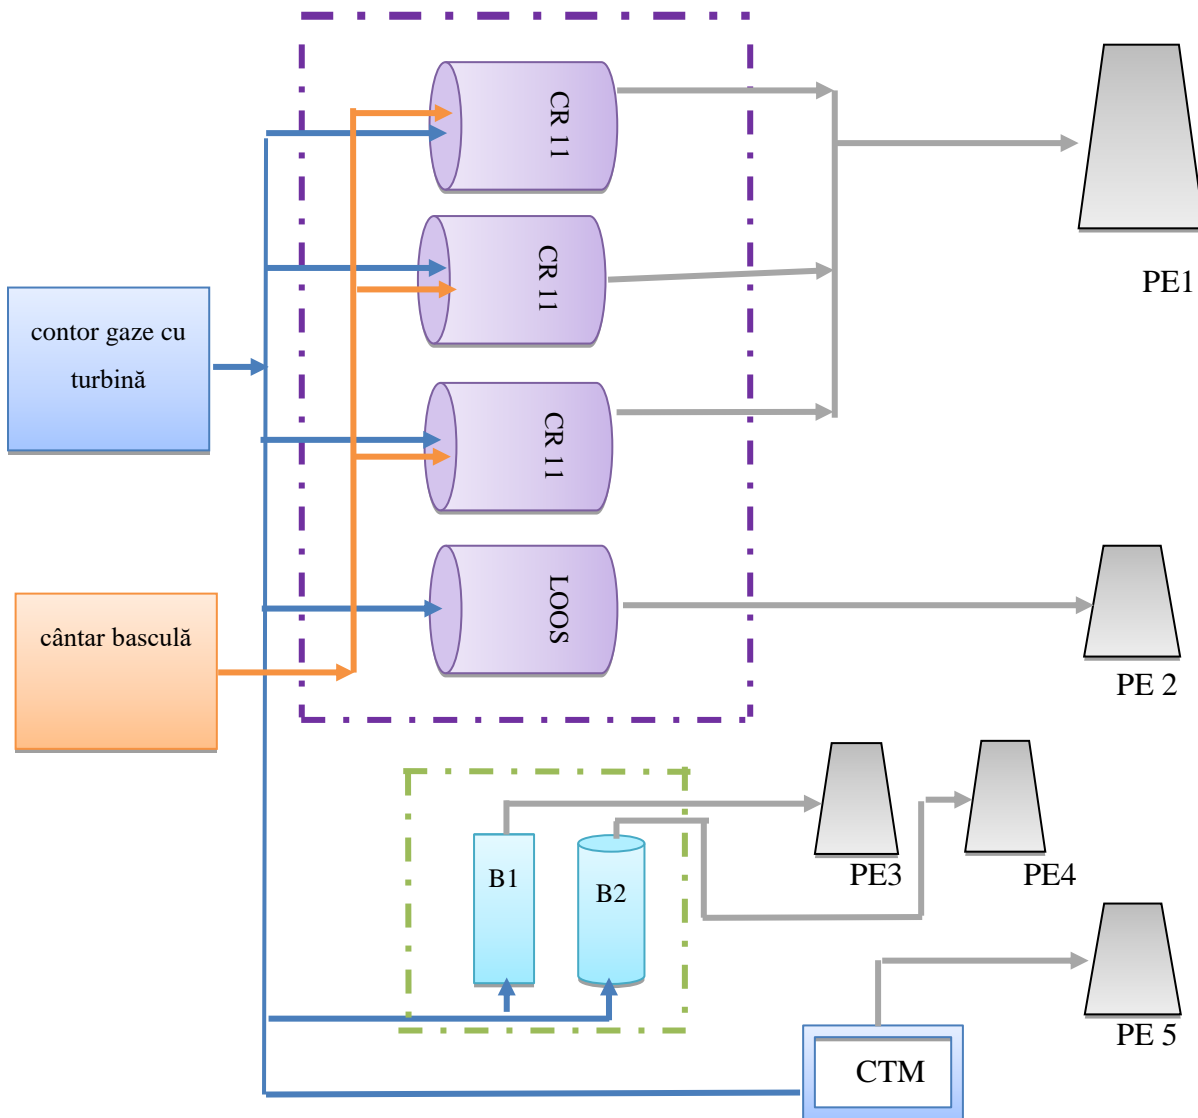 CR 11
PE1
CR 11
contor gaze cu
turbină
CR 11
LOOS
cântar basculă
PE 2
B1
B2
PE3
PE4
PE 5
CTM